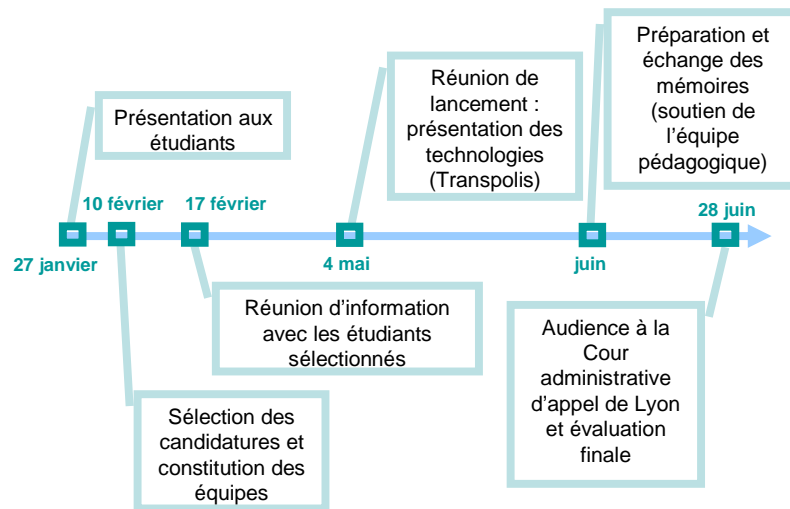 Présentation aux
étudiants
Réunion de
lancement :
présentation des
technologies
(Transpolis)
Préparation et
échange des
mémoires
(soutien de
l'équipe
pédagogique)
10 février
17 février
28 juin
27 janvier
4 mai
juin
Réunion d'information
avec les étudiants
sélectionnés
Sélection des
candidatures et
constitution des
équipes
Audience à la
Cour
administrative
d'appel de Lyon
et évaluation
finale